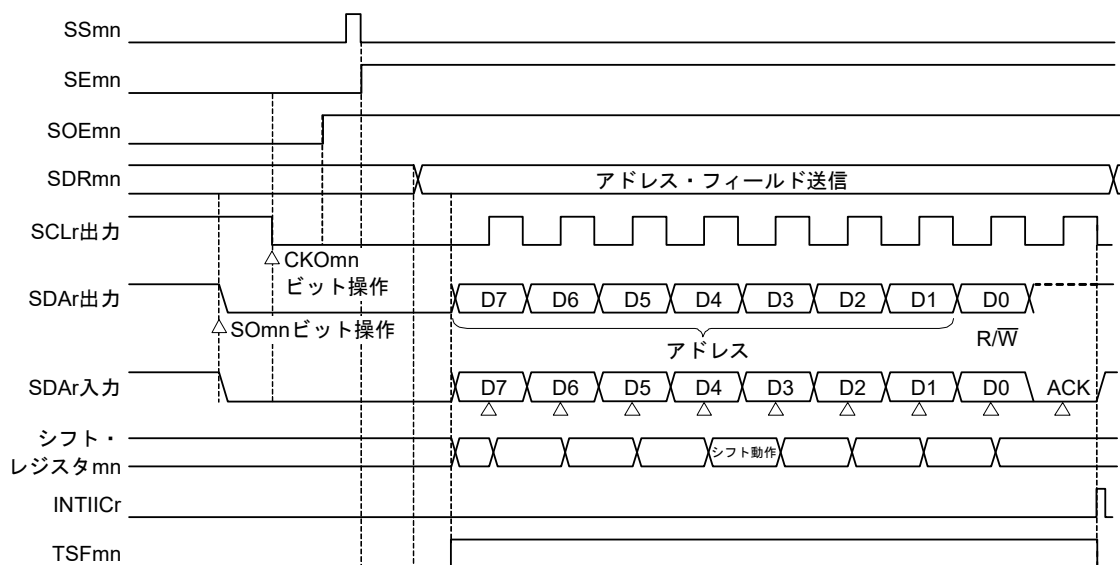 SSmn
SEmn
SOEmn
SDRmn
アドレス・フィールド送信
SCLr出力
CKOmn
ビット操作
SDAr出力
D7 D6 D5 D4 D3 D2 D1 D0
SOmnビット操作
アドレス
R/W̅
SDAr入力
D7 D6 D5 D4 D3 D2 D1 D0 ACK
シフト・
レジスタmn
シフト動作
INTIICr
TSFmn